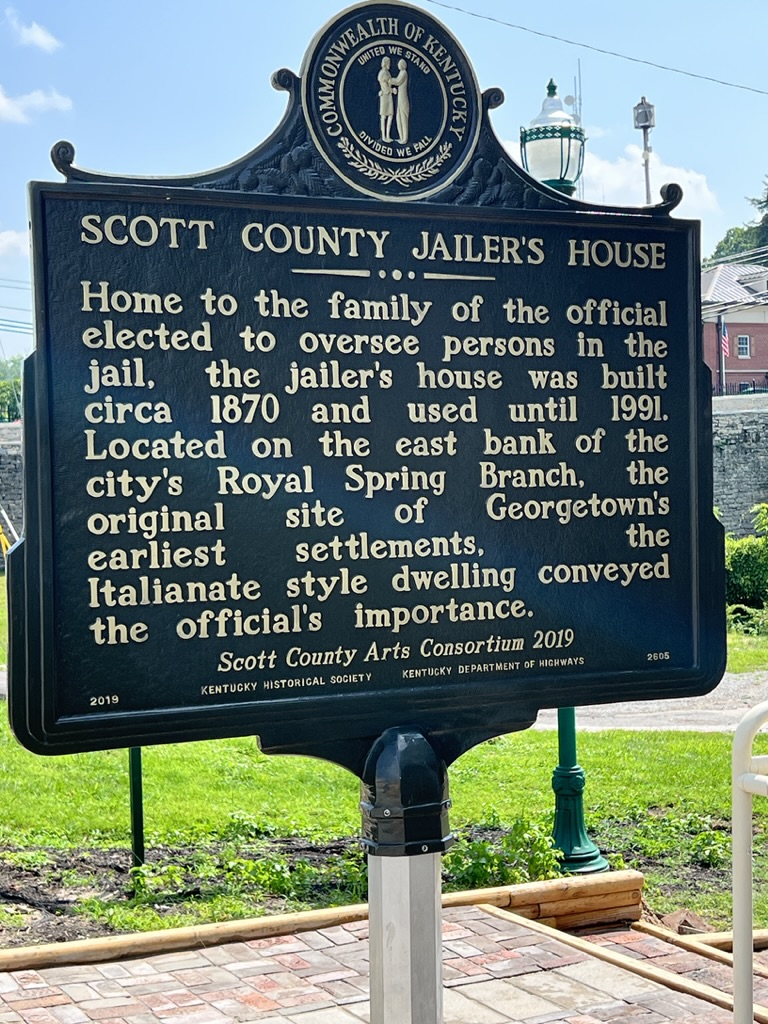 COMMONWEALTH OF KENTUCKY
UNITED WE STAND
DIVIDED WE FALL
SCOTT COUNTY JAILER'S HOUSE
Home to the family of the official
elected to oversee persons in the
jail, the jailer's house was built
circa 1870 and used until 1991.
Located on the east bank of the
city's Royal Spring Branch, the
original site of Georgetown's
earliest settlements, the
Italianate style dwelling conveyed
the official's importance.
Scott County Arts Consortium 2019
2019 KENTUCKY HISTORICAL SOCIETY KENTUCKY DEPARTMENT OF HIGHWAYS 2605